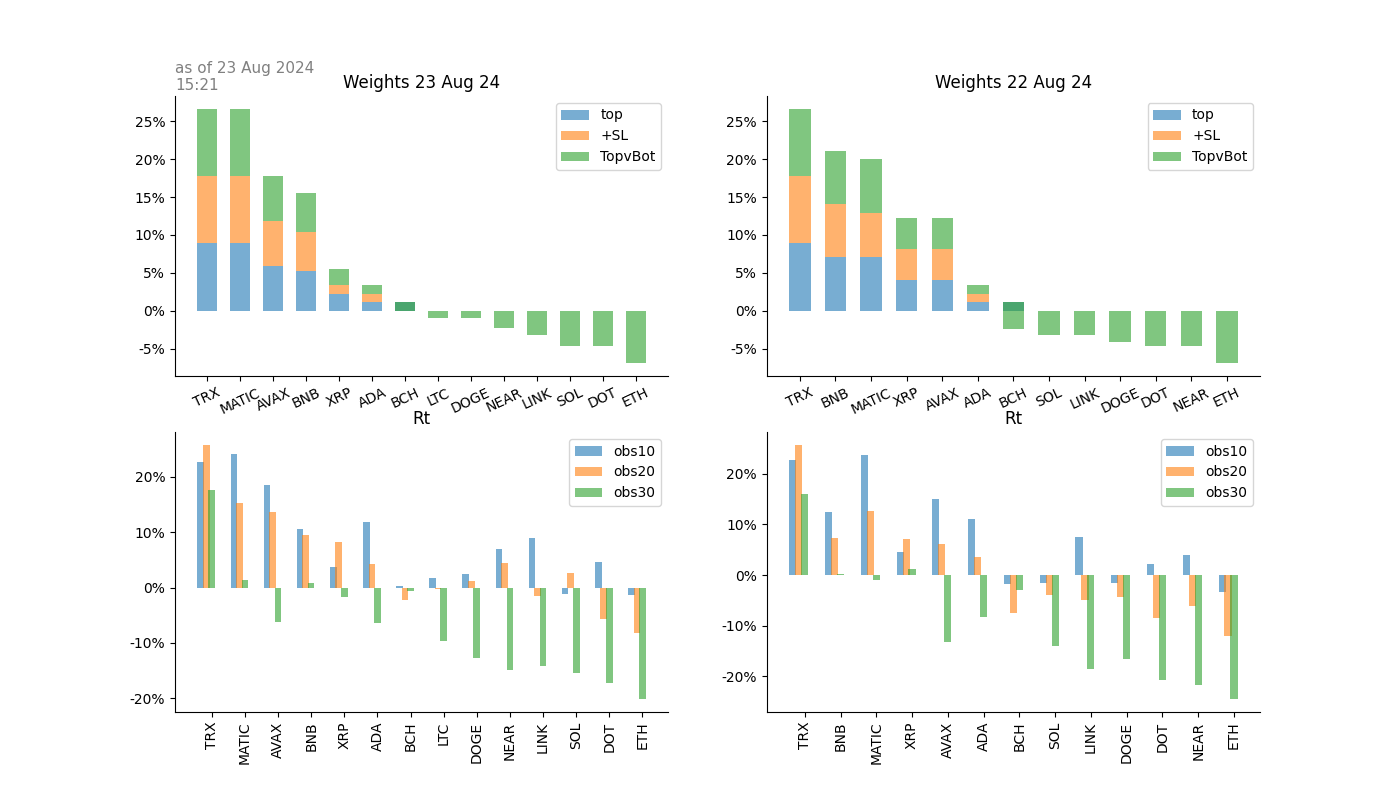 as of 23 Aug 2024
15:21
Weights 23 Aug 24
25%
20%
15%
10%
5%
0%
-5%
top
+SL
TopvBot
TRX MATIC AVAX BNB XRP ADA BCH LTC DOGE NEAR LINK SOL DOT ETH
Weights 22 Aug 24
25%
20%
15%
10%
5%
0%
-5%
top
+SL
TopvBot
TRX BNB MATIC XRP AVAX ADA BCH SOL LINK DOGE DOT NEAR ETH
Rt
20%
10%
0%
-10%
-20%
obs10
obs20
obs30
TRX MATIC AVAX BNB XRP ADA BCH LTC DOGE NEAR LINK SOL DOT ETH
Rt
20%
10%
0%
-10%
-20%
obs10
obs20
obs30
TRX BNB MATIC XRP AVAX ADA BCH SOL LINK DOGE DOT NEAR ETH